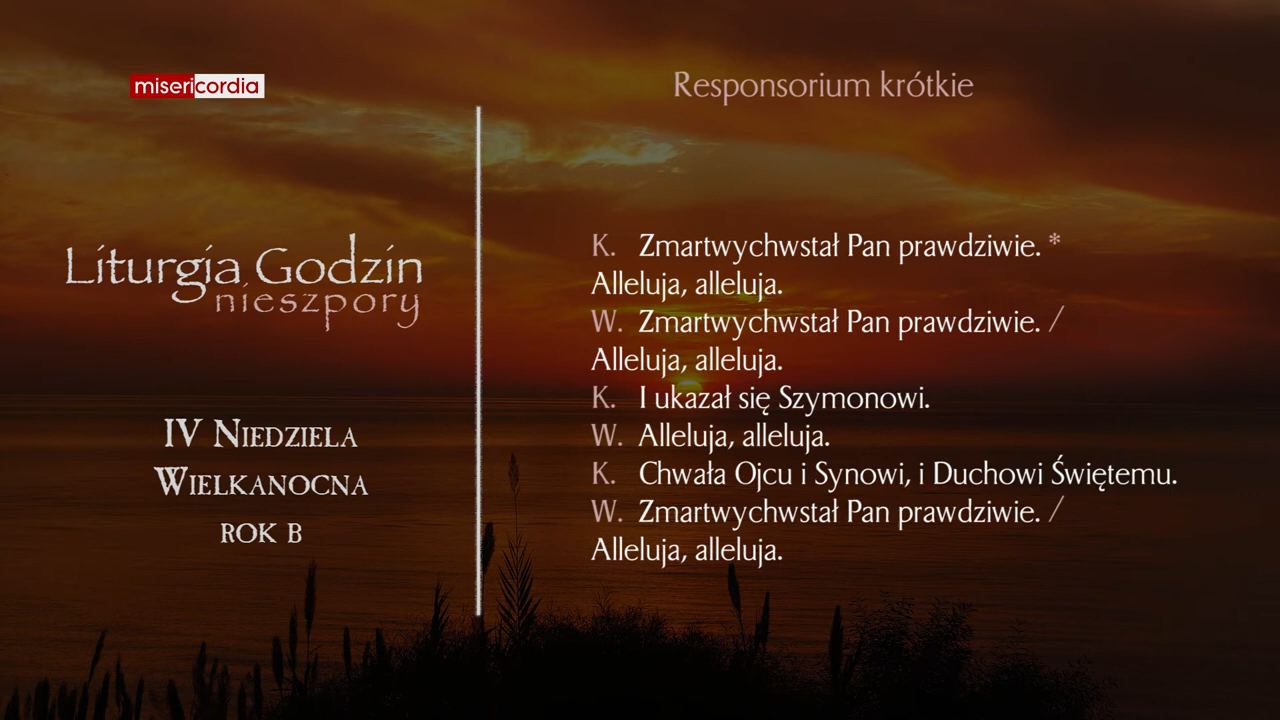 misericordia
Liturgia Godzin
nieszpory
IV Niedziela
Wielkanocna
rok B
Responsorium krótkie
K. Zmartwychwstał Pan prawdziwie. *
Alleluja, alleluja.
W. Zmartwychwstał Pan prawdziwie. /
Alleluja, alleluja.
K. I ukazał się Szymonowi.
W. Alleluja, alleluja.
K. Chwała Ojcu i Synowi, i Duchowi Świętemu.
W. Zmartwychwstał Pan prawdziwie. /
Alleluja, alleluja.